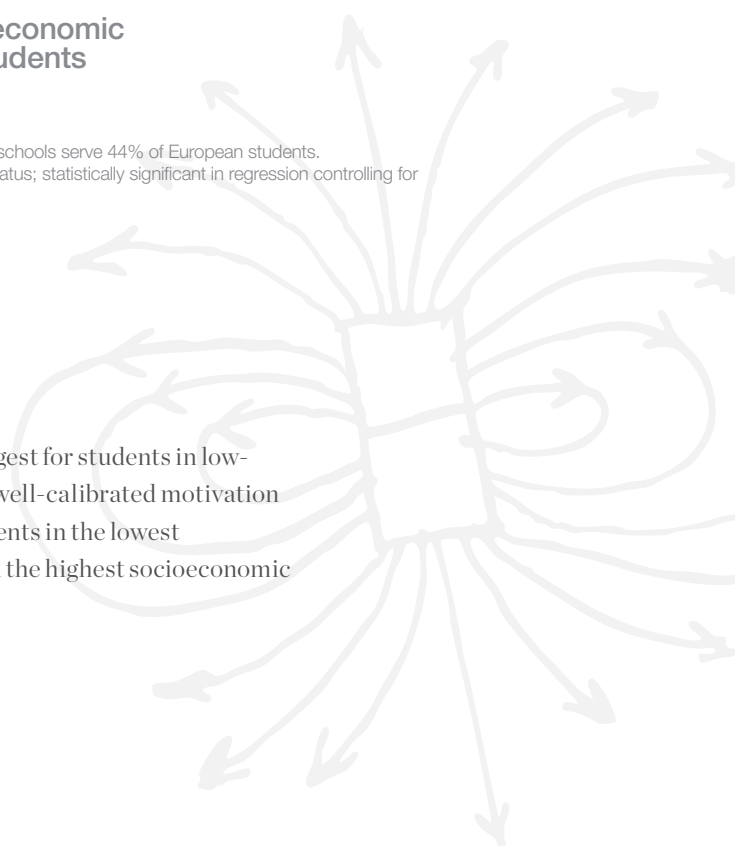 economic
udents
schools serve 44% of European students.
atus; statistically significant in regression controlling for
gest for students in low-
well-calibrated motivation
ents in the lowest
the highest socioeconomic